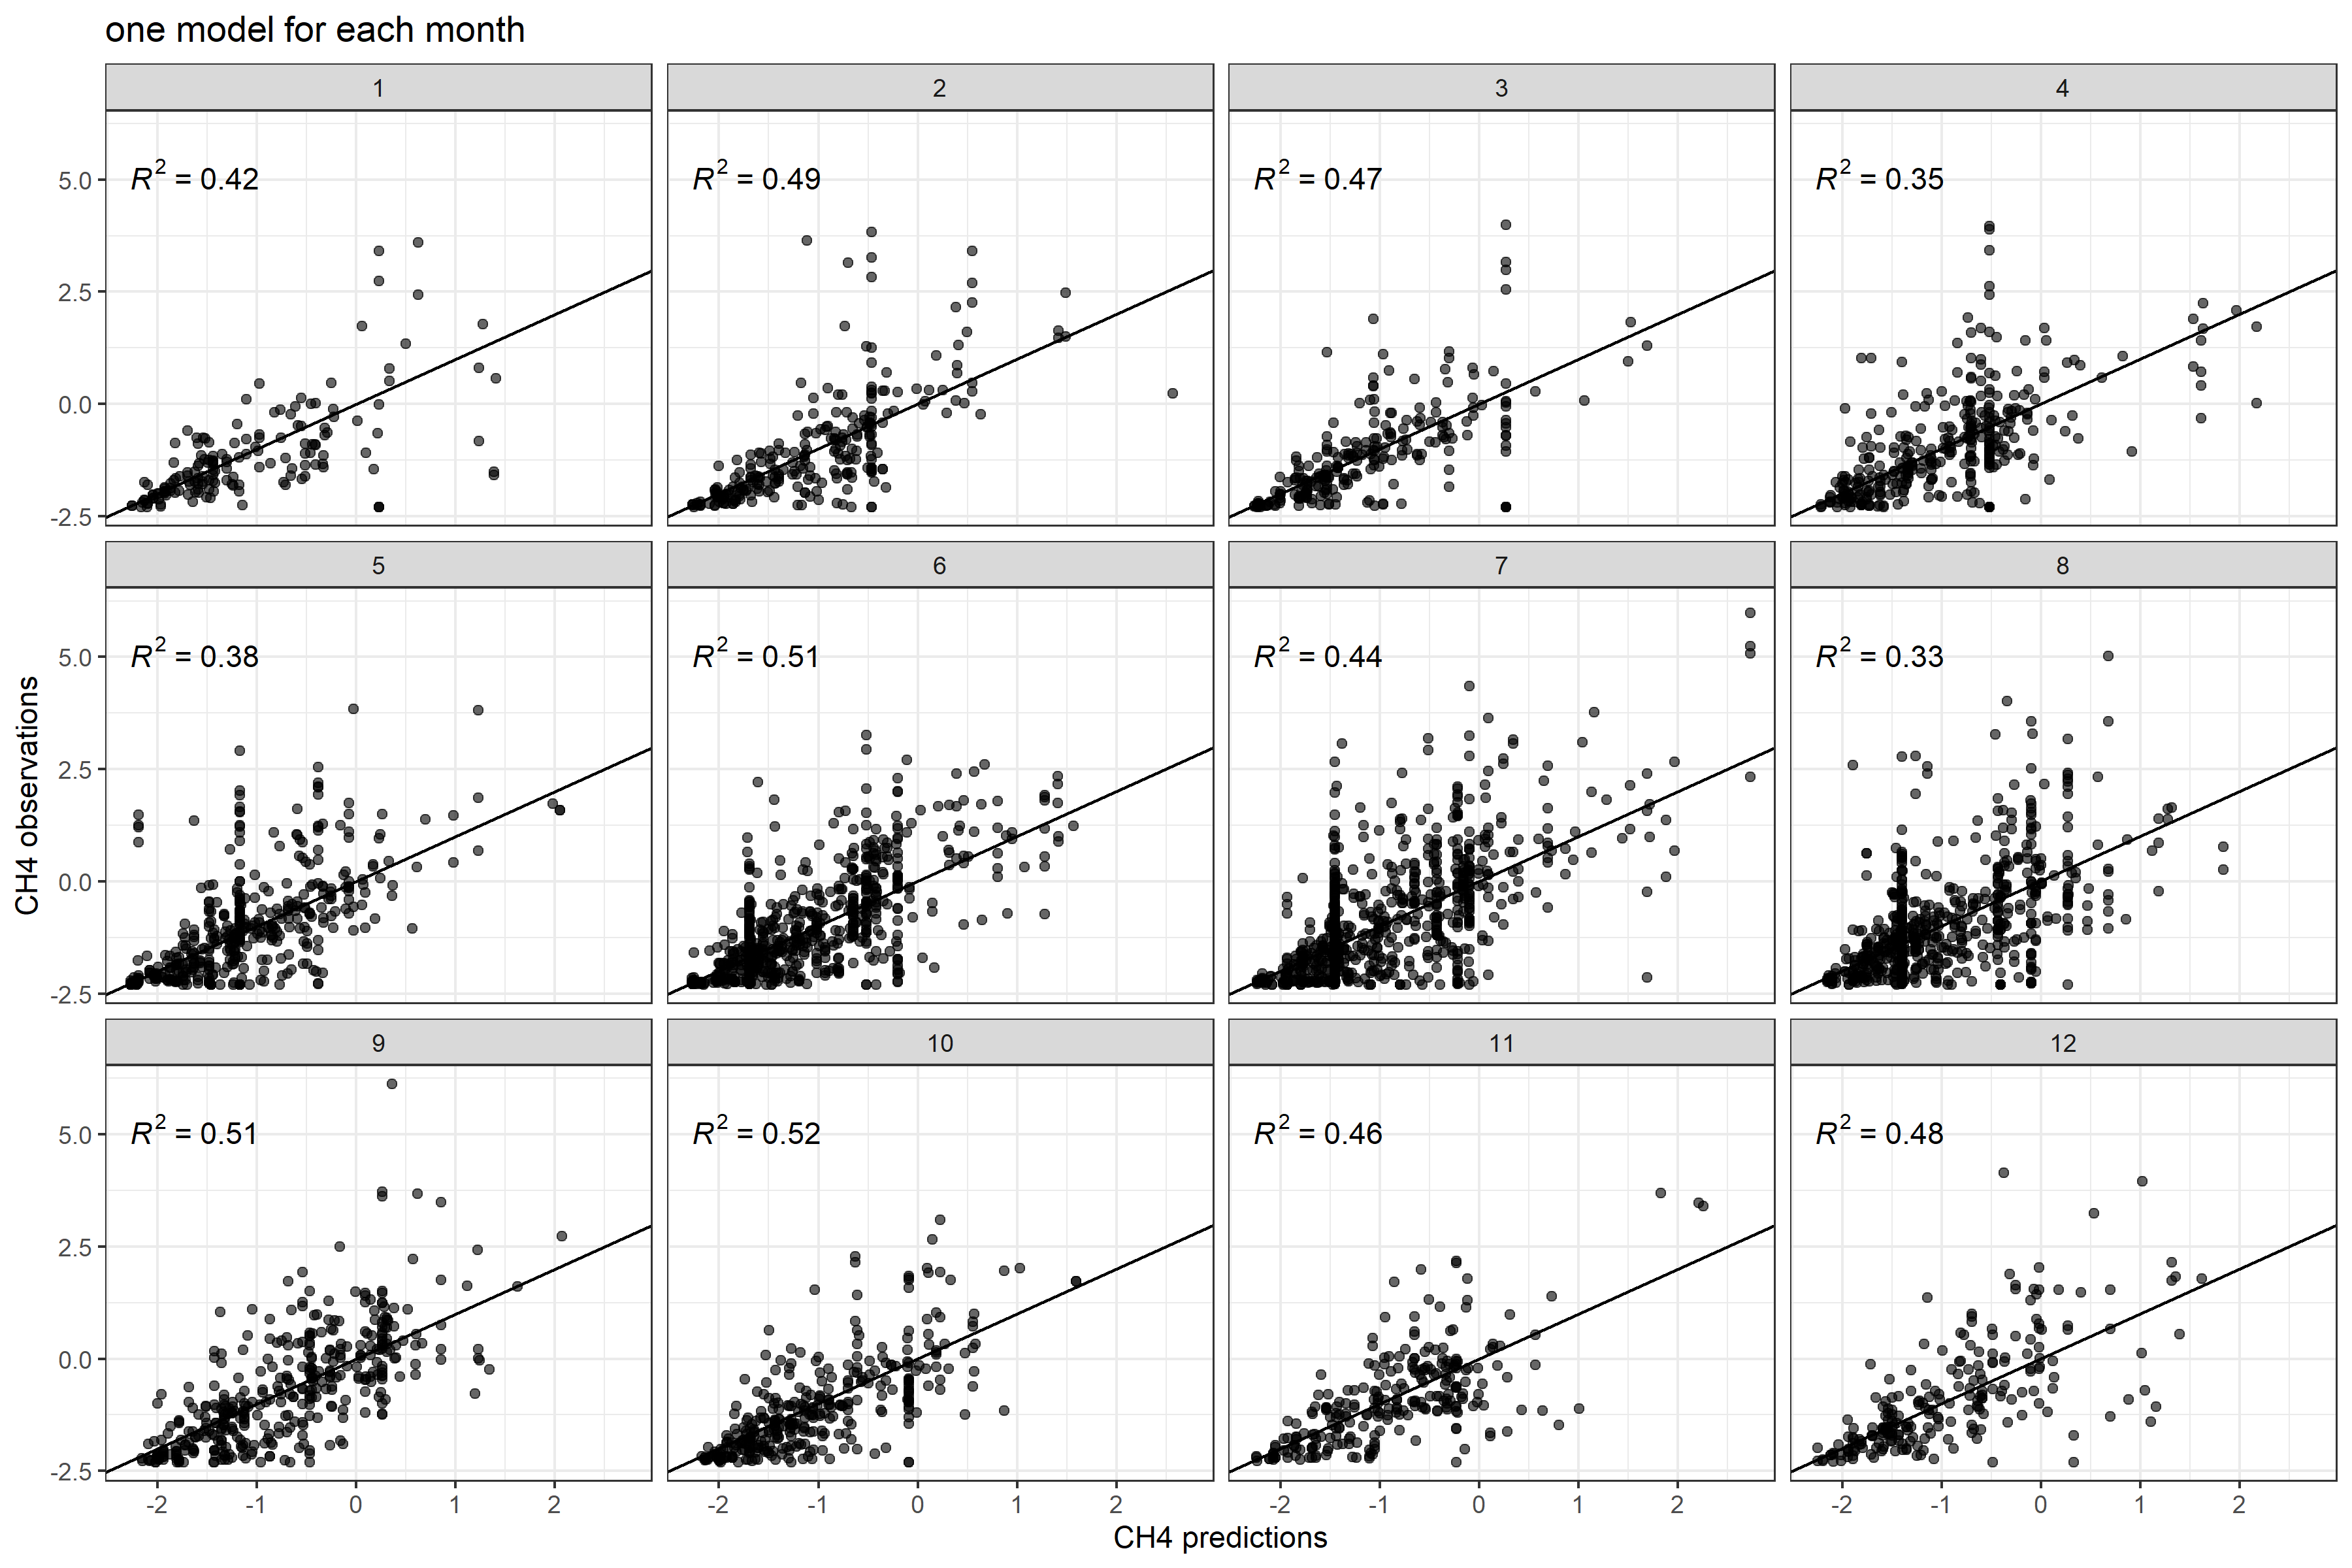 one model for each month
1 2 3 4
R² = 0.42 R² = 0.49 R² = 0.47 R² = 0.35
5.0
2.5
0.0
-2.5
5 6 7 8
R² = 0.38 R² = 0.51 R² = 0.44 R² = 0.33
5.0
2.5
0.0
-2.5
CH4 observations
9 10 11 12
R² = 0.51 R² = 0.52 R² = 0.46 R² = 0.48
5.0
2.5
0.0
-2.5
-2 -1 0 1 2 -2 -1 0 1 2 -2 -1 0 1 2 -2 -1 0 1 2
CH4 predictions